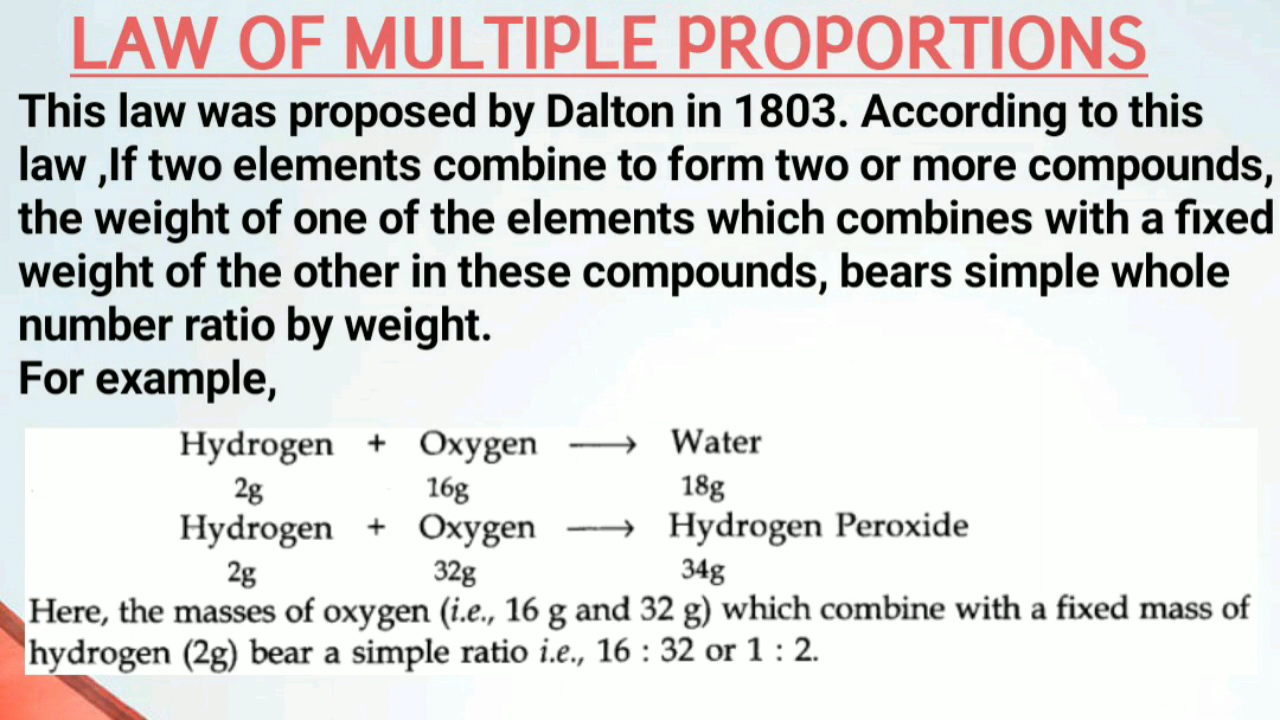 LAW OF MULTIPLE PROPORTIONS
This law was proposed by Dalton in 1803. According to this
law ,If two elements combine to form two or more compounds,
the weight of one of the elements which combines with a fixed
weight of the other in these compounds, bears simple whole
number ratio by weight.
For example,
Hydrogen + Oxygen ⟶ Water
2g 16g 18g
Hydrogen + Oxygen ⟶ Hydrogen Peroxide
2g 32g 34g
Here, the masses of oxygen (i.e., 16 g and 32 g) which combine with a fixed mass of
hydrogen (2g) bear a simple ratio i.e., 16 : 32 or 1 : 2.